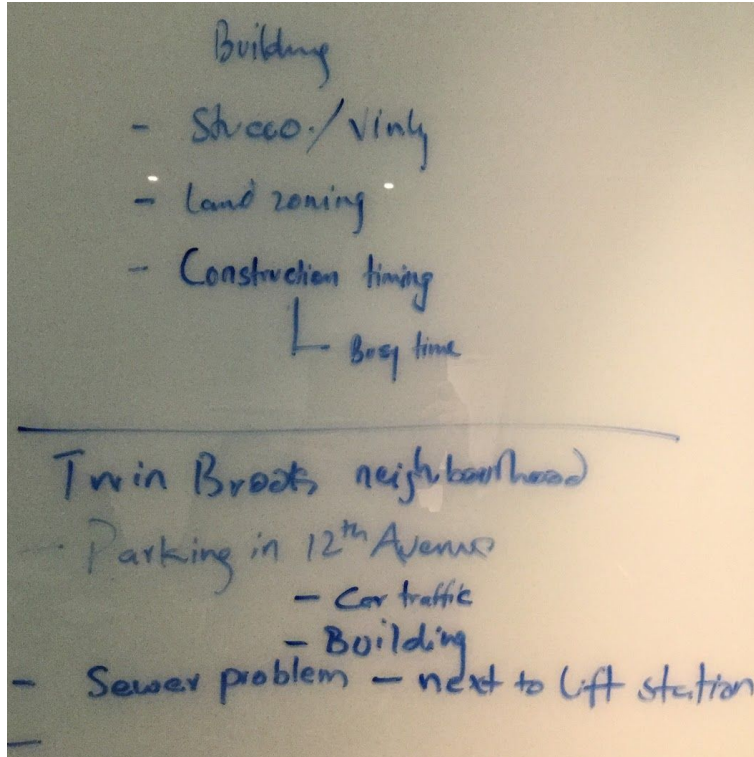 Building
- Stucco./Vinly
- Land zoning
- Construction timing
Busy time
Twin Brooks neighbourhood
- Parking in 12th Avenue
- Car traffic
- Building
- Sewer problem - next to Lift station
-